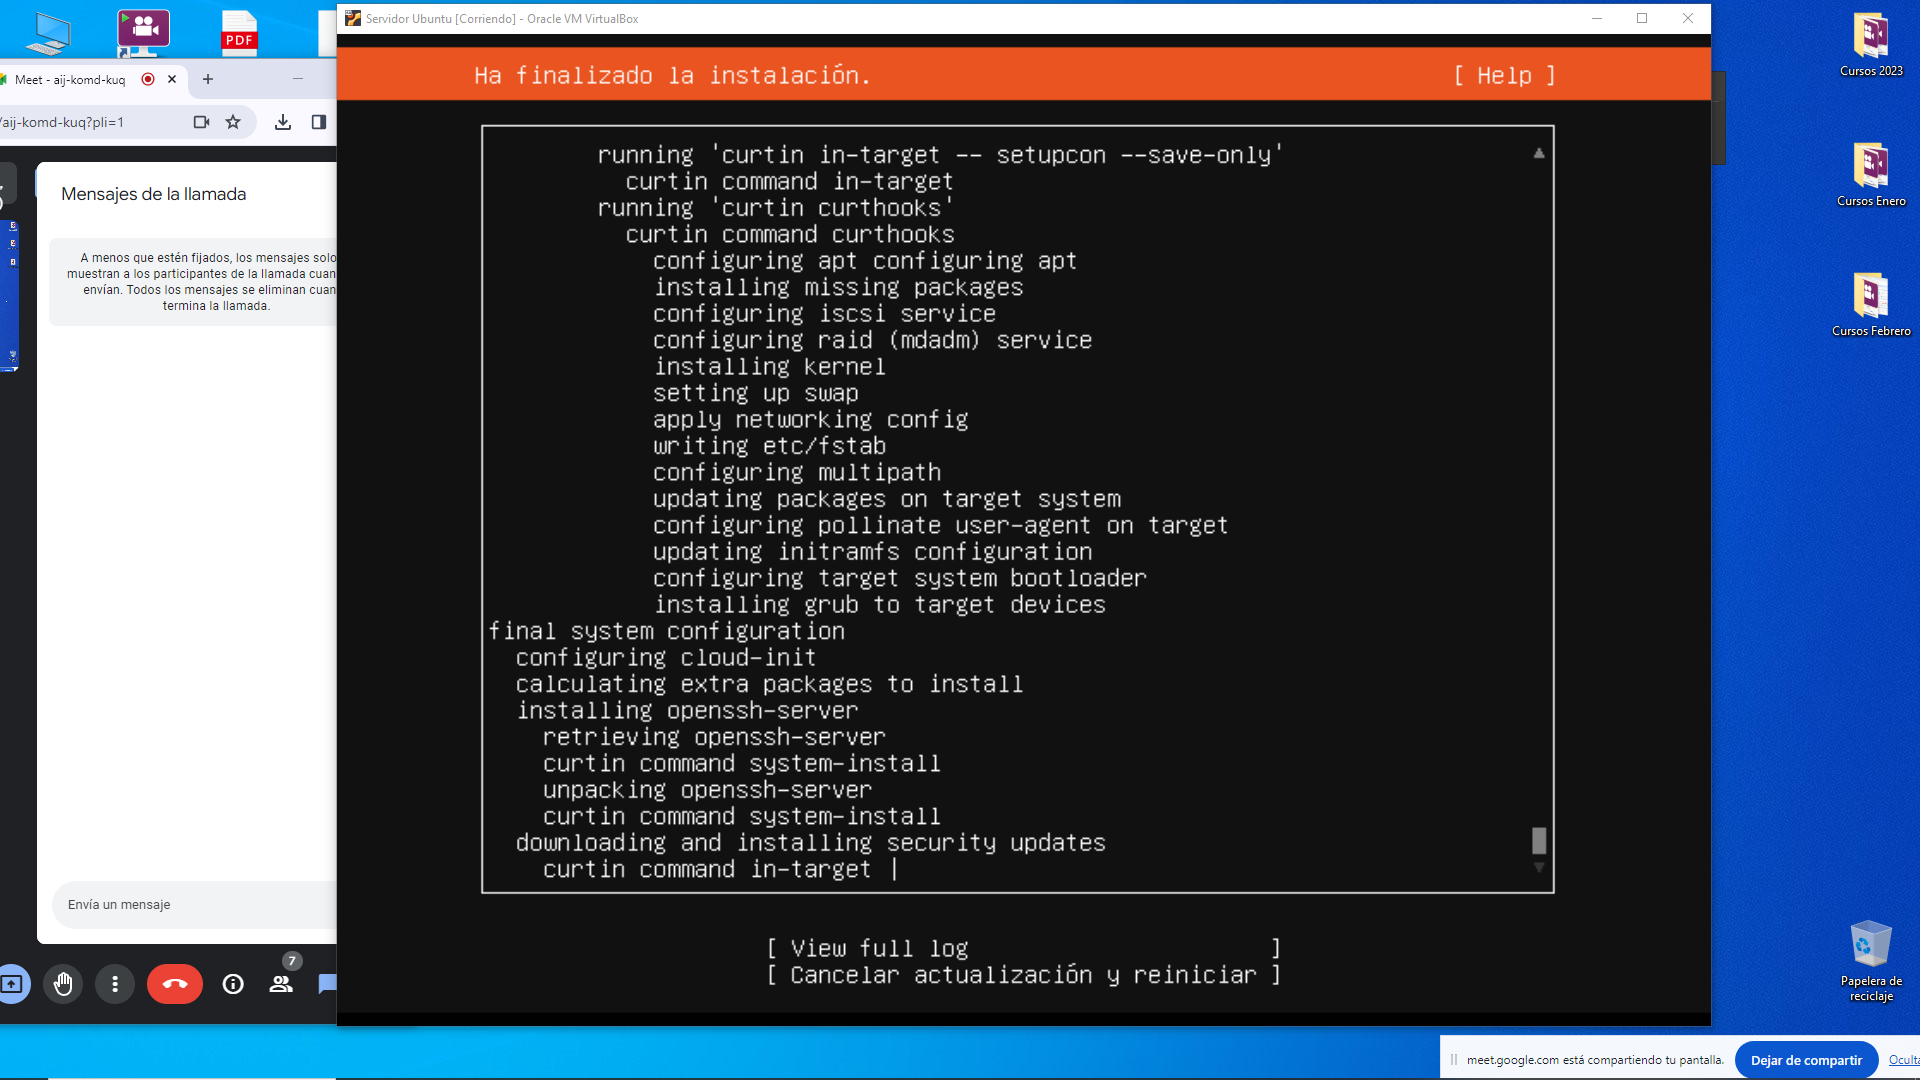 PDF
Meet - aij-komd-kuq
/aij-komd-kuq?pli=1
Mensajes de la llamada
A menos que estén fijados, los mensajes solo
muestran a los participantes de la llamada cuan
envían. Todos los mensajes se eliminan cuan
termina la llamada.
Envía un mensaje
7
Servidor Ubuntu [Corriendo] - Oracle VM VirtualBox
Ha finalizado la instalación.
[ Help ]
running 'curtin in-target -- setupcon --save-only'
curtin command in-target
running 'curtin curthooks'
curtin command curthooks
configuring apt configuring apt
installing missing packages
configuring iscsi service
configuring raid (mdadm) service
installing kernel
setting up swap
apply networking config
writing etc/fstab
configuring multipath
updating packages on target system
configuring pollinate user-agent on target
updating initramfs configuration
configuring target system bootloader
installing grub to target devices
final system configuration
configuring cloud-init
calculating extra packages to install
installing openssh-server
retrieving openssh-server
curtin command system-install
unpacking openssh-server
curtin command system-install
downloading and installing security updates
curtin command in-target |
[ View full log ]
[ Cancelar actualización y reiniciar ]
Cursos 2023
Cursos Enero
Cursos Febrero
Papelera de
reciclaje
meet.google.com está compartiendo tu pantalla.
Dejar de compartir
Oculta